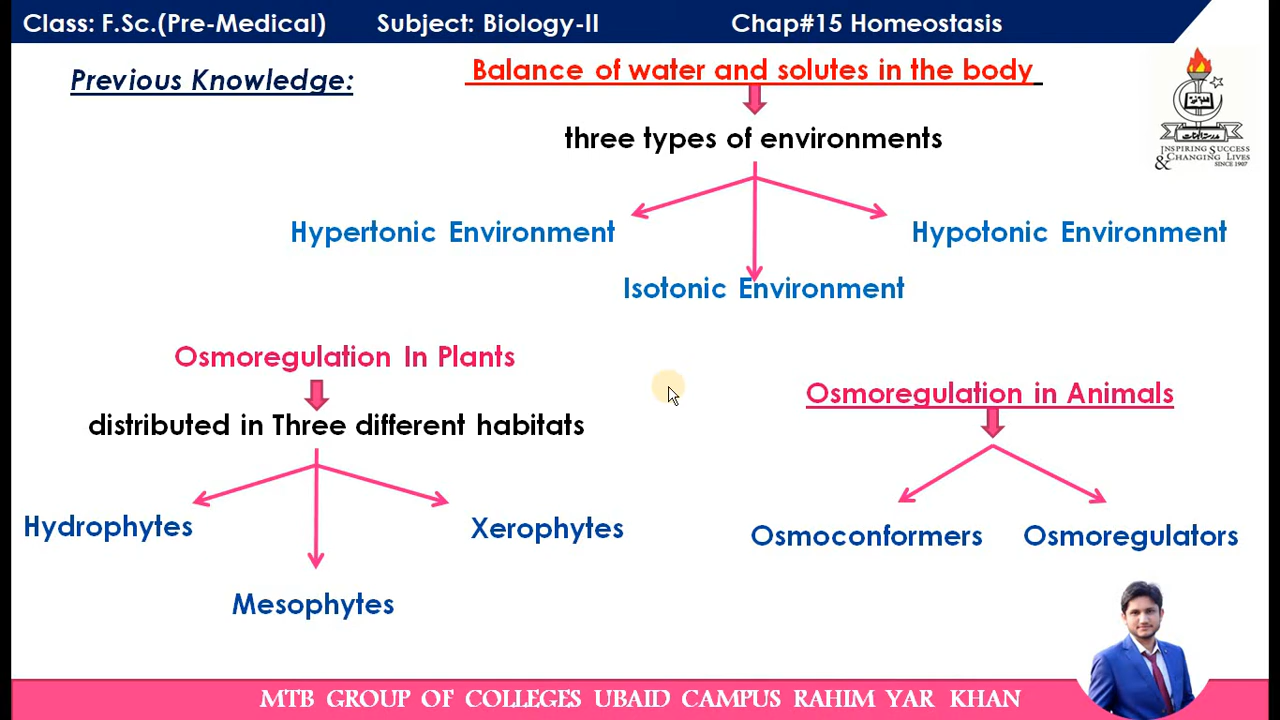 Class: F.Sc.(Pre-Medical) Subject: Biology-II Chap#15 Homeostasis
Previous Knowledge:
Balance of water and solutes in the body
three types of environments
Hypertonic Environment
Hypotonic Environment
Isotonic Environment
INSPIRING SUCCESS
& CHANGING LIVES
SINCE 1907
Osmoregulation In Plants
distributed in Three different habitats
Hydrophytes
Xerophytes
Mesophytes
Osmoregulation in Animals
Osmoconformers
Osmoregulators
MTB GROUP OF COLLEGES UBAID CAMPUS RAHIM YAR KHAN